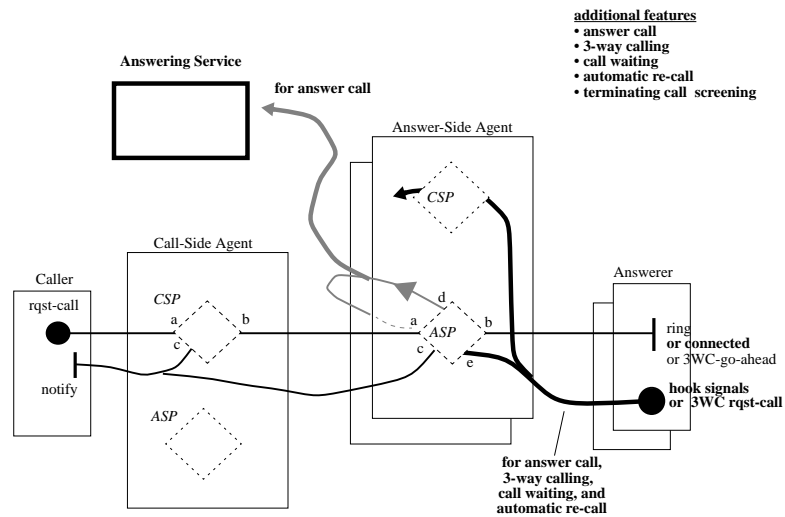 additional features
• answer call
• 3-way calling
• call waiting
• automatic re-call
• terminating call screening
Answering Service
for answer call
Answer-Side Agent
CSP
Call-Side Agent
Caller
Answerer
rqst-call
CSP
a
b
c
d
a
ASP
b
c
e
ring
or connected
or 3WC-go-ahead
notify
hook signals
or 3WC rqst-call
ASP
for answer call,
3-way calling,
call waiting, and
automatic re-call